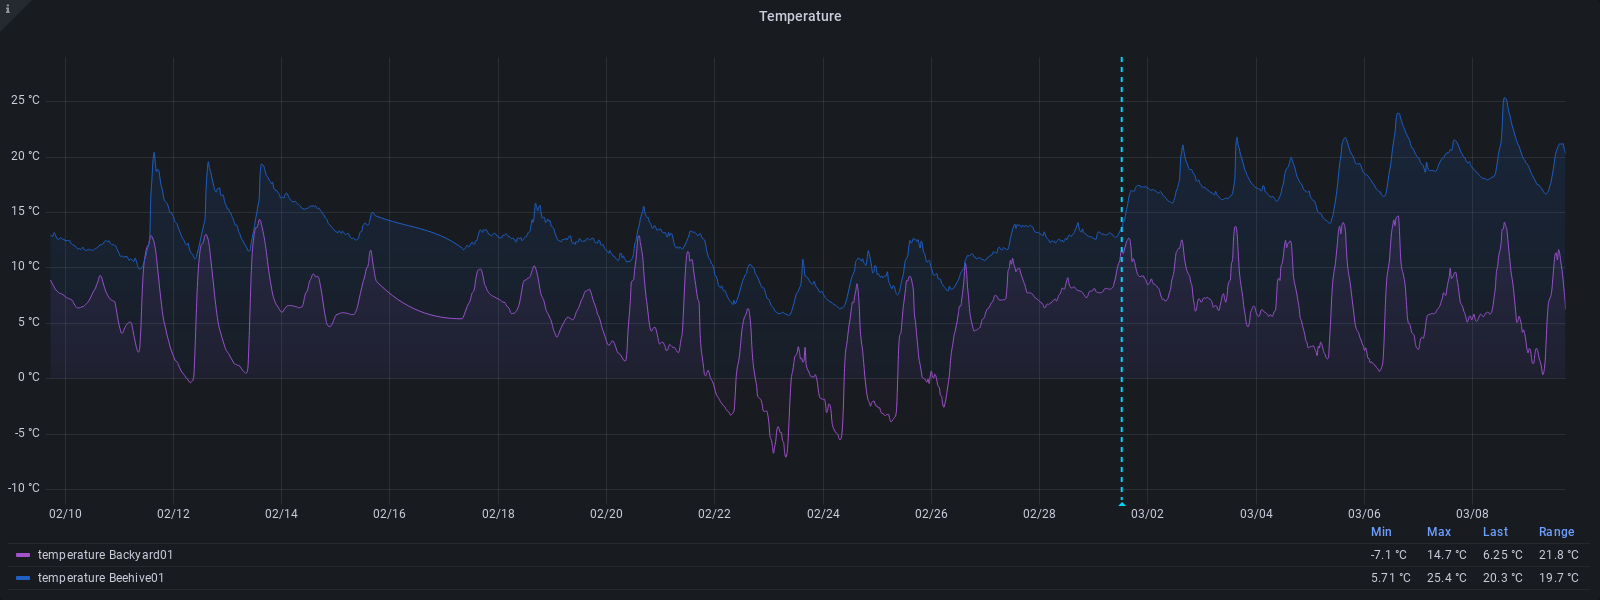 i
Temperature
25 °C
20 °C
15 °C
10 °C
5 °C
0 °C
-5 °C
-10 °C
02/10 02/12 02/14 02/16 02/18 02/20 02/22 02/24 02/26 02/28 03/02 03/04 03/06 03/08
Min Max Last Range
temperature Backyard01 -7.1 °C 14.7 °C 6.25 °C 21.8 °C
temperature Beehive01 5.71 °C 25.4 °C 20.3 °C 19.7 °C